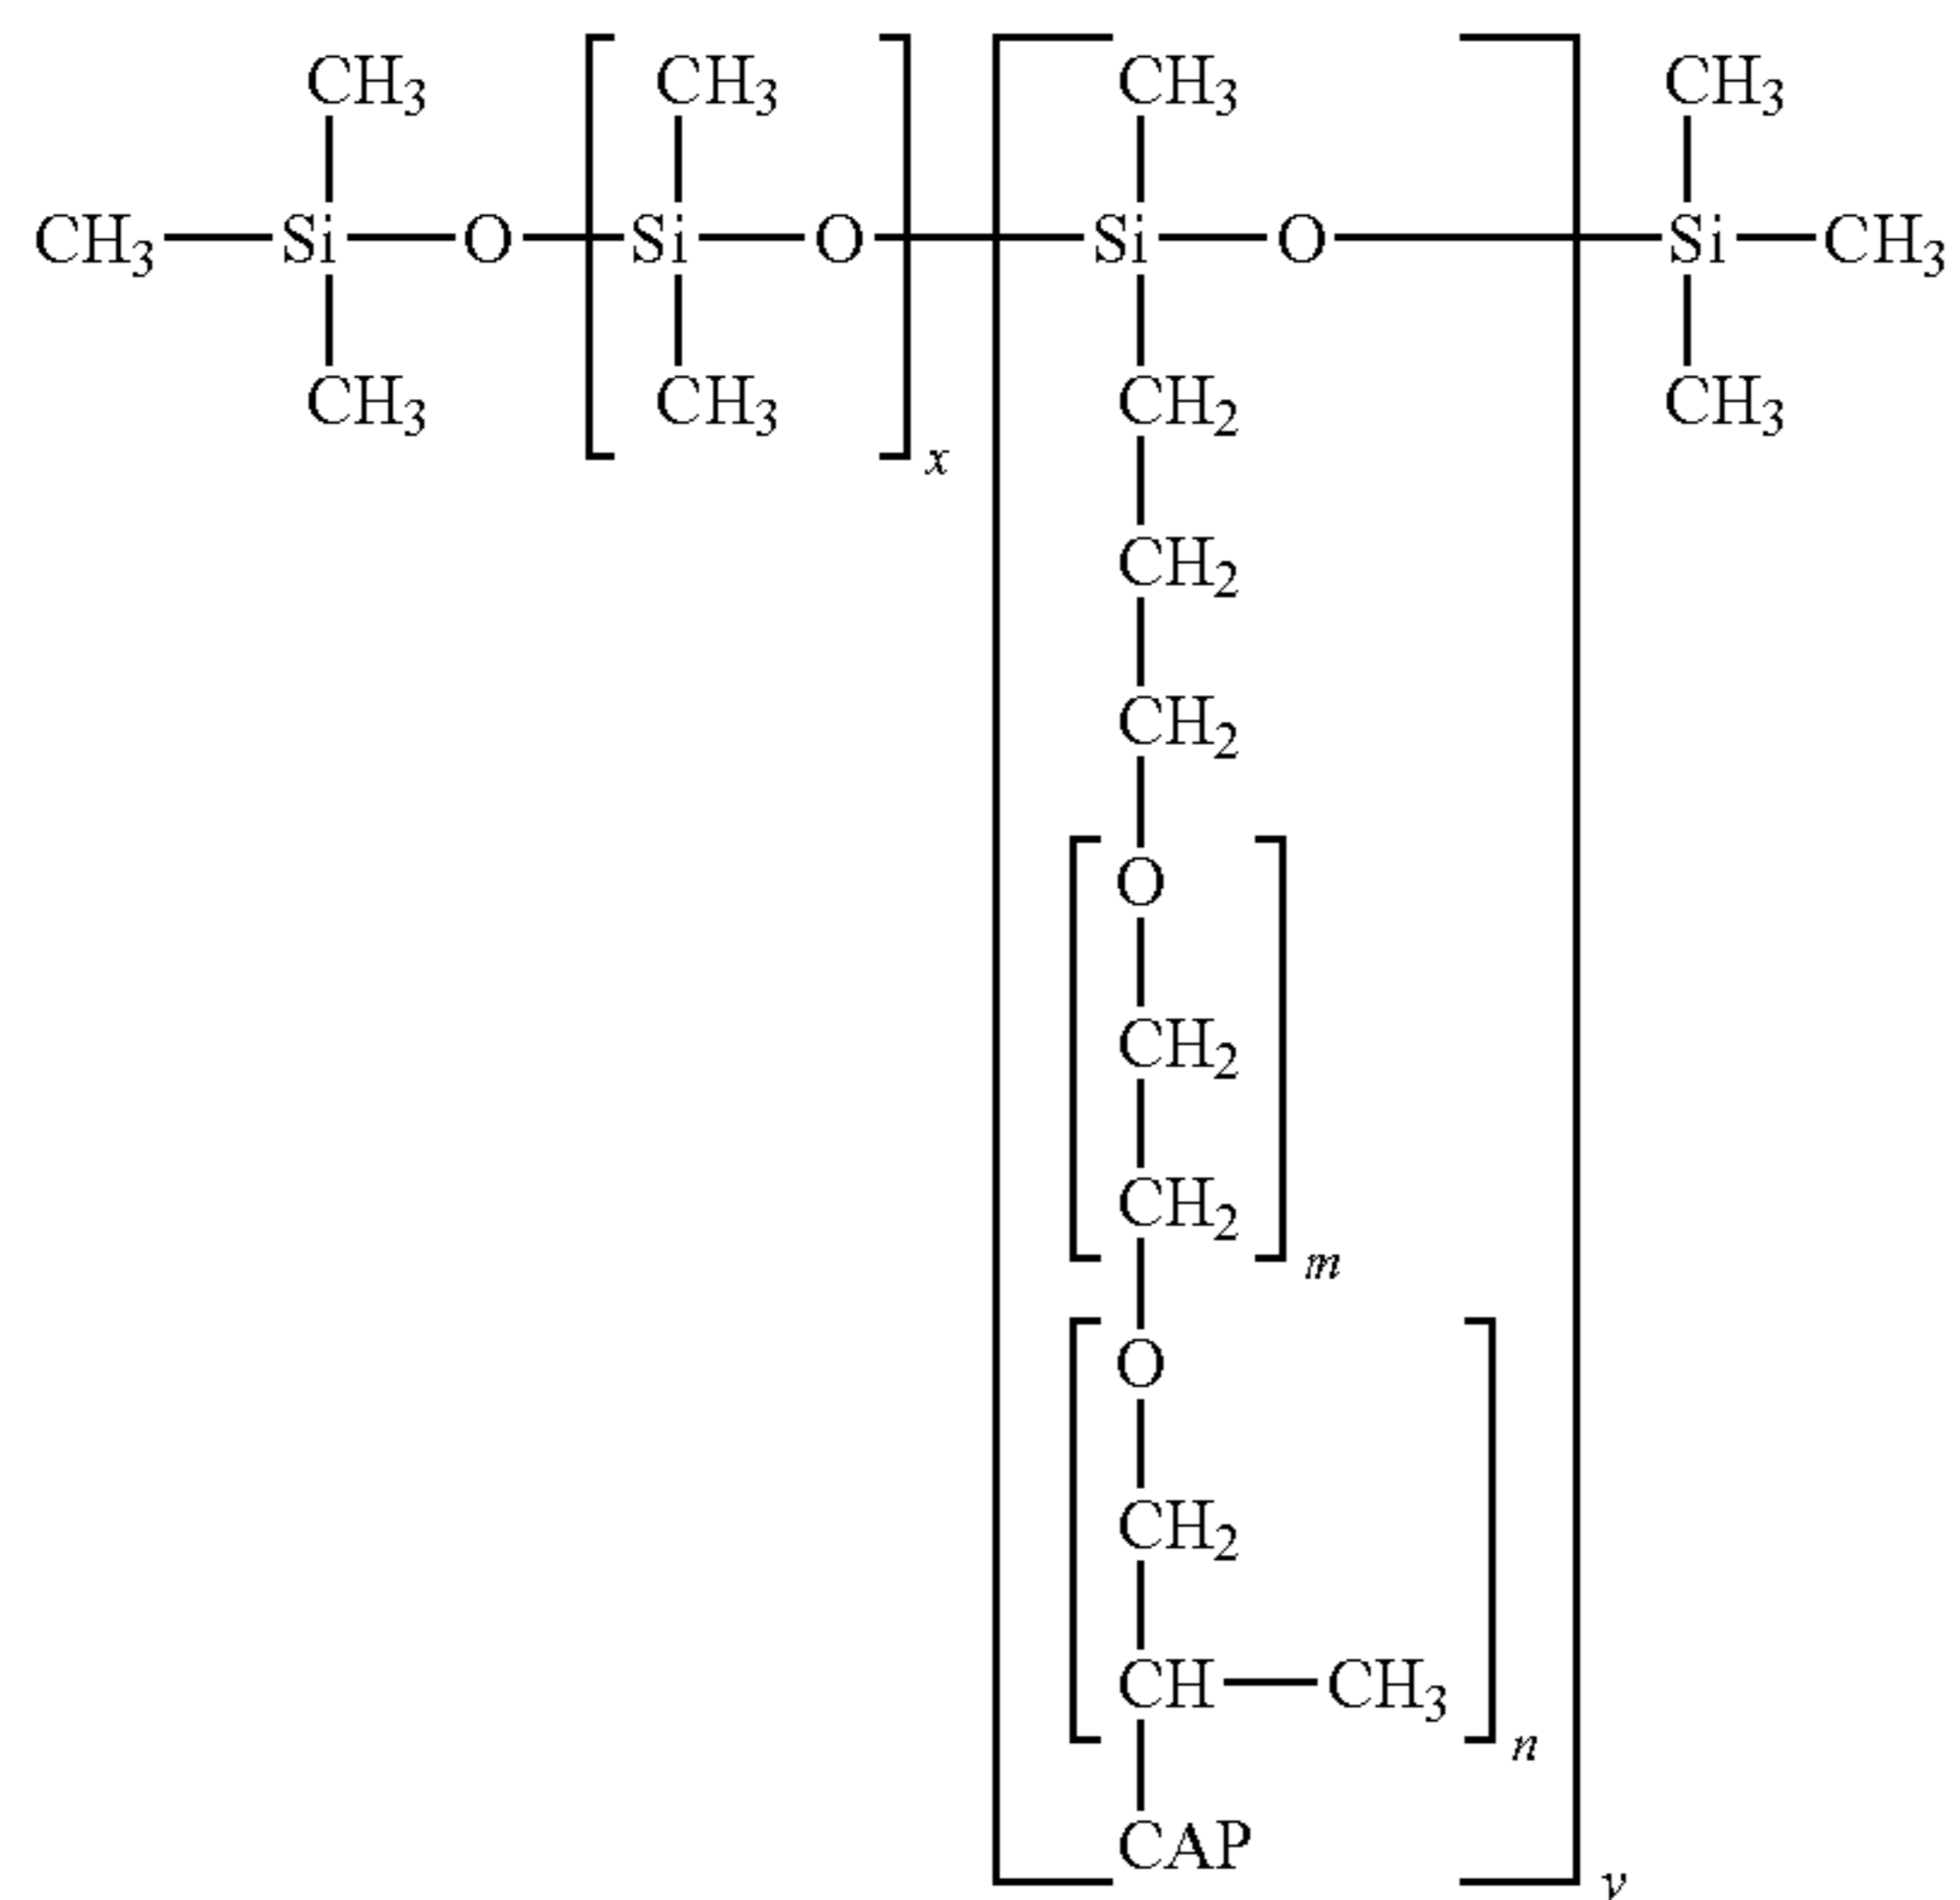 CH3 CH3 CH3 CH3
CH3 Si O Si O Si O Si CH3
CH3 CH3 CH2 CH3
x
CH2
CH2
O
CH2
CH2
m
O
CH2
CH CH3
n
CAP
y